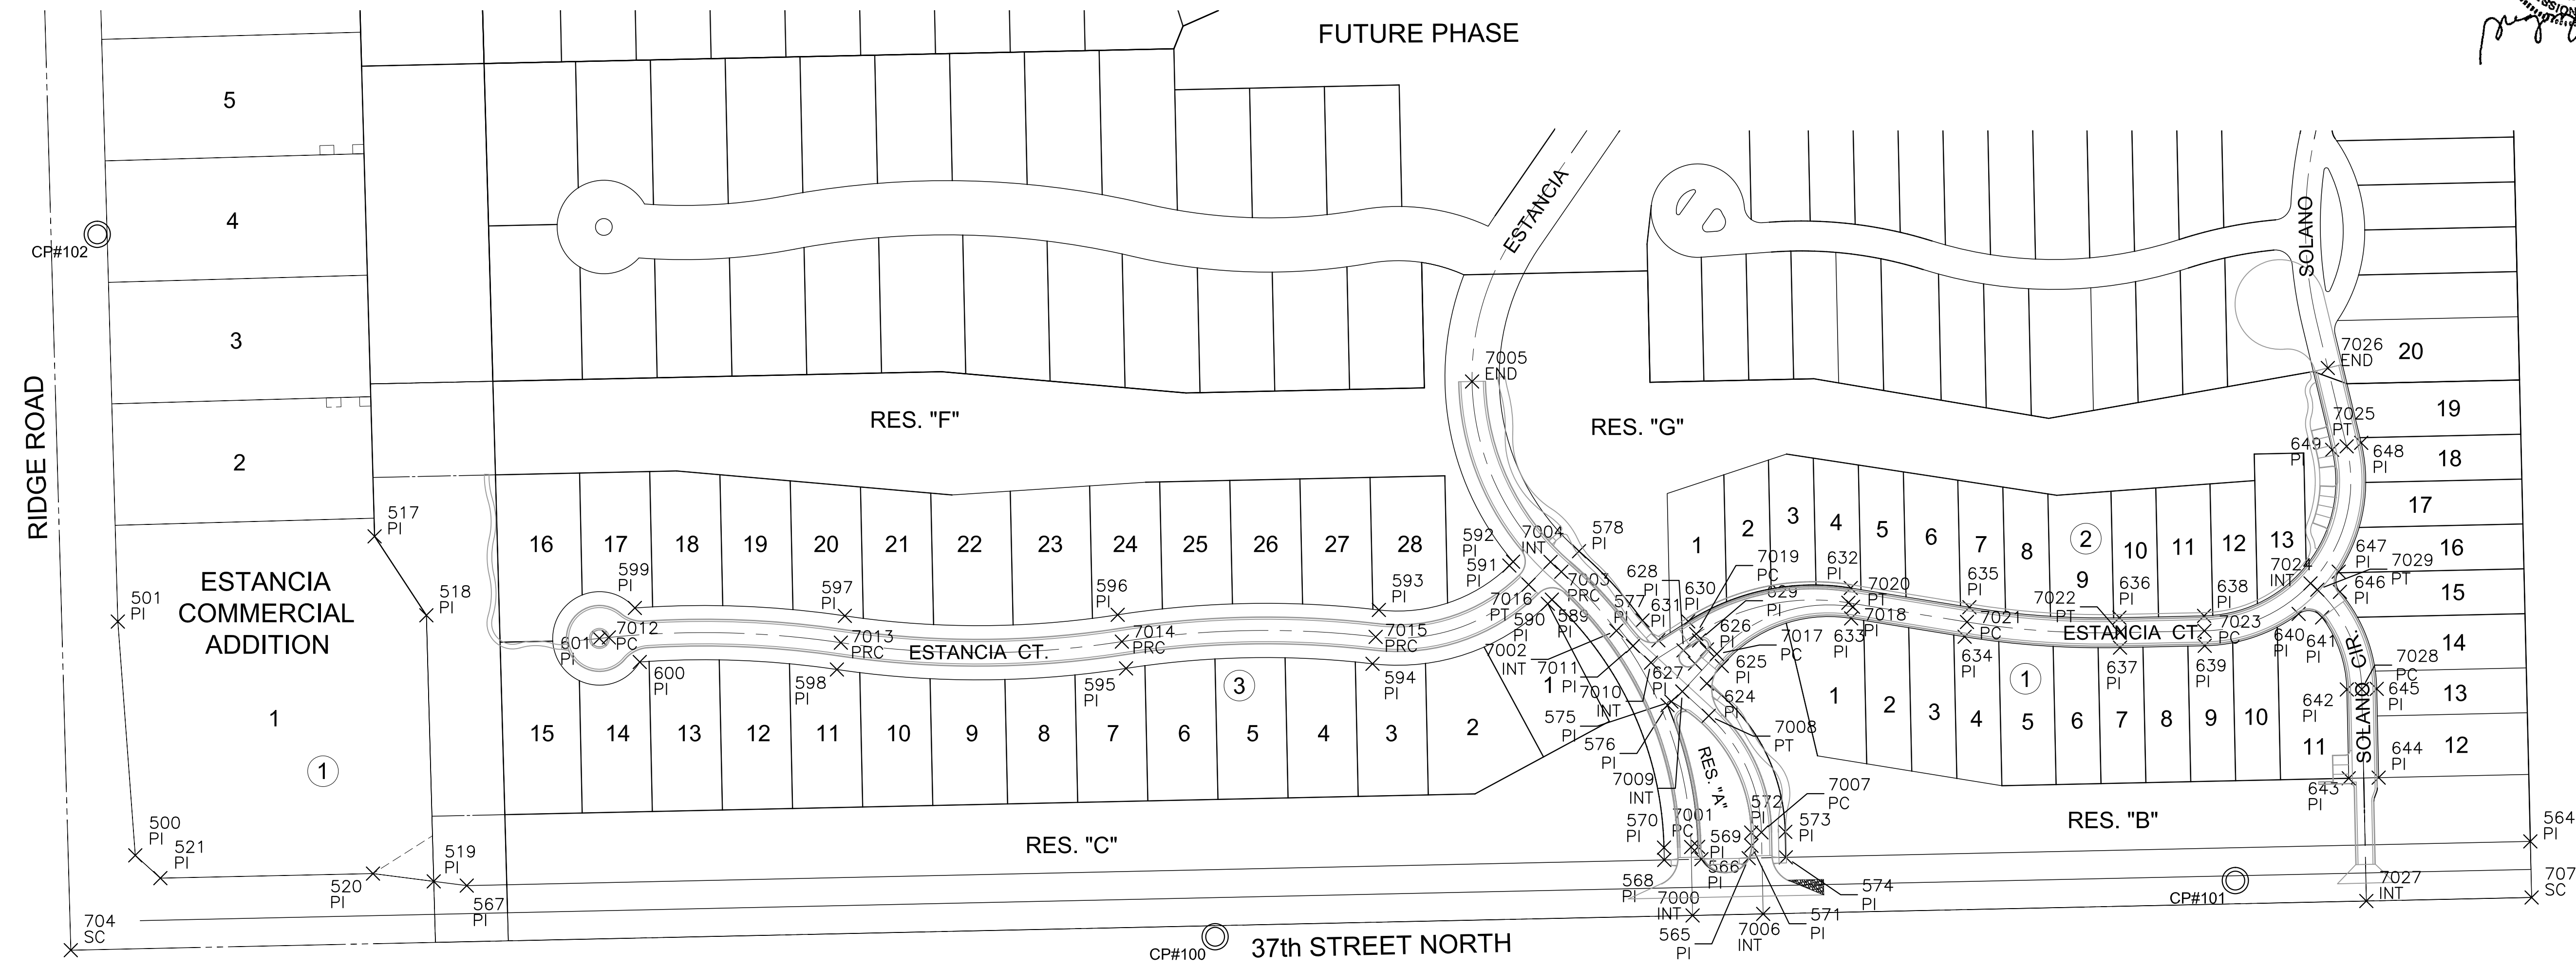 FUTURE PHASE
SSION
5
4
3
2
CP#102
RIDGE ROAD
ESTANCIA
COMMERCIAL
ADDITION
1
1
517
PI
518
PI
501
PI
500
PI
521
PI
520
PI
519
PI
567
PI
704
SC
ESTANCIA
SOLANO
RES. "F"
RES. "G"
7005
END
7026
END
20
19
18
17
16
15
14
13
12
7025
PT
649
PI
648
PI
16
17
18
19
20
21
22
23
24
25
26
27
28
599
PI
597
PI
596
PI
593
PI
592
PI
591
PI
7004
INT
578
PI
7003
PRC
577
PI
631
PI
628
PI
630
PI
7019
PC
629
PI
626
PI
7017
PC
625
PI
624
PI
627
PI
601
PI
7012
PC
7013
PRC
7014
PRC
7015
PRC
7016
PT
590
PI
589
PI
7002
INT
7011
PI
7010
INT
575
PI
576
PI
7009
INT
7008
PT
ESTANCIA CT.
600
PI
598
PI
595
PI
594
PI
3
15
14
13
12
11
10
9
8
7
6
5
4
3
2
1
1
2
3
4
5
6
7
8
9
10
11
12
13
2
632
PI
7020
PT
7018
PI
633
PI
635
PI
7021
PC
634
PI
7022
PT
636
PI
637
PI
638
PI
7023
PC
639
PI
ESTANCIA CT.
7024
INT
647
PI
7029
PT
646
PI
640
PI
641
PI
SOLANO CIR.
7028
PC
642
PI
645
PI
644
PI
643
PI
SOLANO
1
1
2
3
4
5
6
7
8
9
10
11
RES. "A"
7007
PC
572
PI
573
PI
570
PI
7001
PC
569
PI
566
PI
568
PI
574
PI
571
PI
7000
INT
565
PI
7006
INT
RES. "C"
RES. "B"
564
PI
707
SC
7027
INT
CP#101
CP#100
37th STREET NORTH